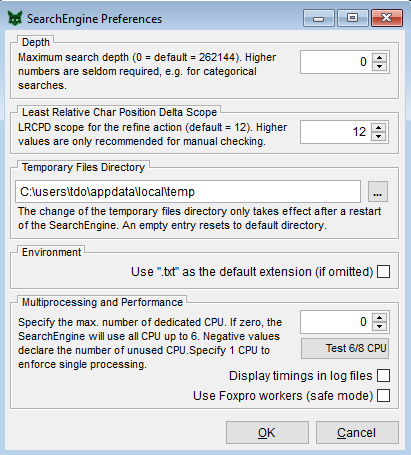 SearchEngine Preferences
Depth
Maximum search depth (0 = default = 262144). Higher
numbers are seldom required, e.g. for categorical
searches.
0
Least Relative Char Position Delta Scope
LRCPD scope for the refine action (default = 12). Higher
values are only recommended for manual checking.
12
Temporary Files Directory
C:\users\tdo\appdata\local\temp
...
The change of the temporary files directory only takes effect after a restart
of the SearchEngine. An empty entry resets to default directory.
Environment
Use ".txt" as the default extension (if omitted)
Multiprocessing and Performance
Specify the max. number of dedicated CPU. If zero, the
SearchEngine will use all CPU up to 6. Negative values
declare the number of unused CPU.Specify 1 CPU to
enforce single processing.
0
Test 6/8 CPU
Display timings in log files
Use Foxpro workers (safe mode)
OK
Cancel